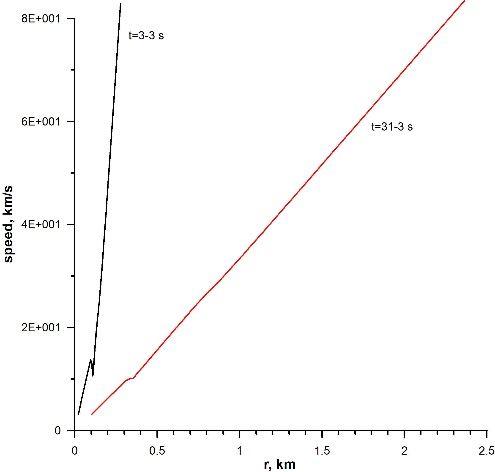 8E+001
t=3-3 s
6E+001
t=31-3 s
speed, km/s
4E+001
2E+001
0
0 0.5 1 1.5 2 2.5
r, km